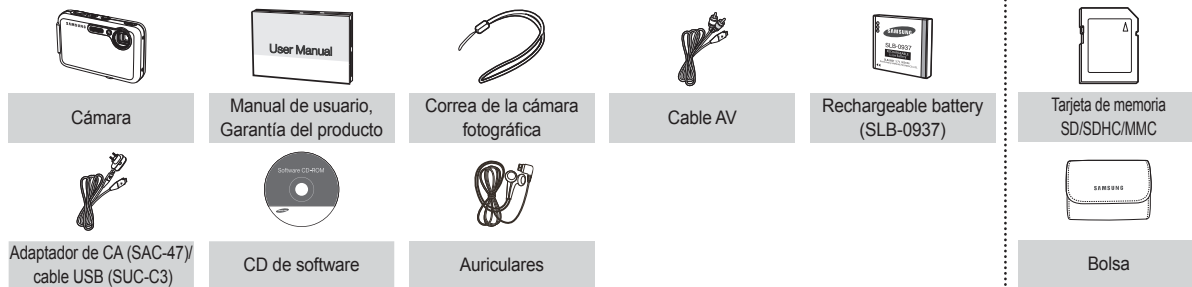 SAMSUNG
User Manual
SAMSUNG
SLB-0937
Cámara
Manual de usuario,
Garantía del producto
Correa de la cámara
fotográfica
Cable AV
Rechargeable battery
(SLB-0937)
Tarjeta de memoria
SD/SDHC/MMC
Software CD-ROM
SAMSUNG
Adaptador de CA (SAC-47)/
cable USB (SUC-C3)
CD de software
Auriculares
Bolsa